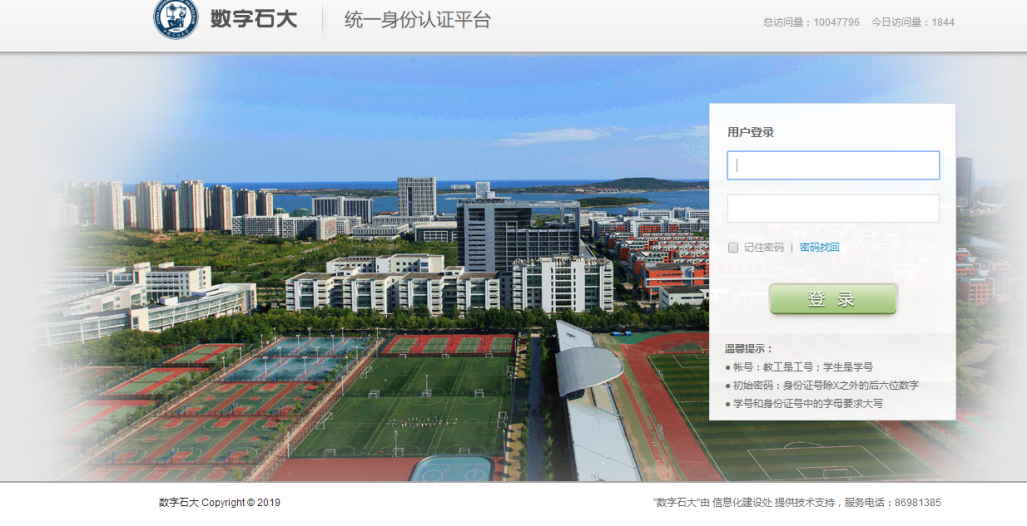 数字石大 统一身份认证平台
总访问量：10047796 今日访问量：1844
用户登录
记住密码 | 密码找回
登 录
温馨提示：
● 帐号：教工是工号；学生是学号
● 初始密码：身份证号除X之外的后六位数字
● 学号和身份证号中的字母要求大写
数字石大 Copyright © 2019
"数字石大"由 信息化建设处 提供技术支持，服务电话：86981385